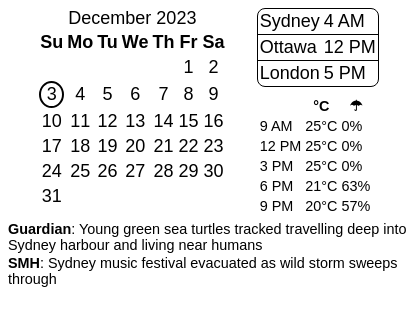 December 2023
Su Mo Tu We Th Fr Sa
1 2
3 4 5 6 7 8 9
10 11 12 13 14 15 16
17 18 19 20 21 22 23
24 25 26 27 28 29 30
31
Sydney 4 AM
Ottawa 12 PM
London 5 PM
°C ☂
9 AM 25°C 0%
12 PM 25°C 0%
3 PM 25°C 0%
6 PM 21°C 63%
9 PM 20°C 57%
Guardian: Young green sea turtles tracked travelling deep into
Sydney harbour and living near humans
SMH: Sydney music festival evacuated as wild storm sweeps
through